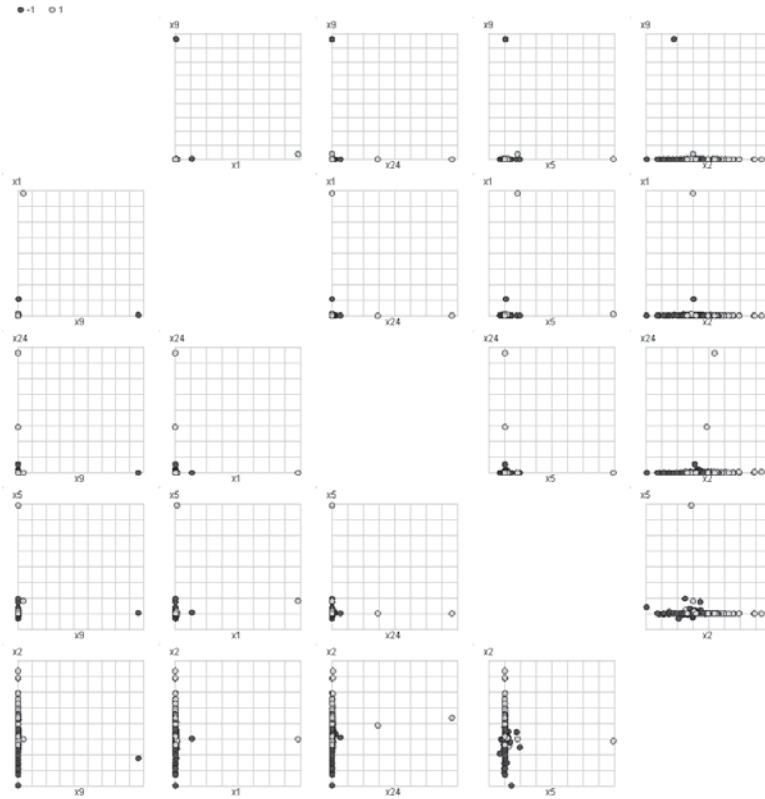 -1 1
x9 x9 x9 x9
x1 x24 x5 x2
x1 x1 x1 x1
x9 x24 x5 x2
x24 x24 x24 x24
x9 x1 x5 x2
x5 x5 x5 x5
x9 x1 x24 x2
x2 x2 x2 x2
x9 x1 x24 x5